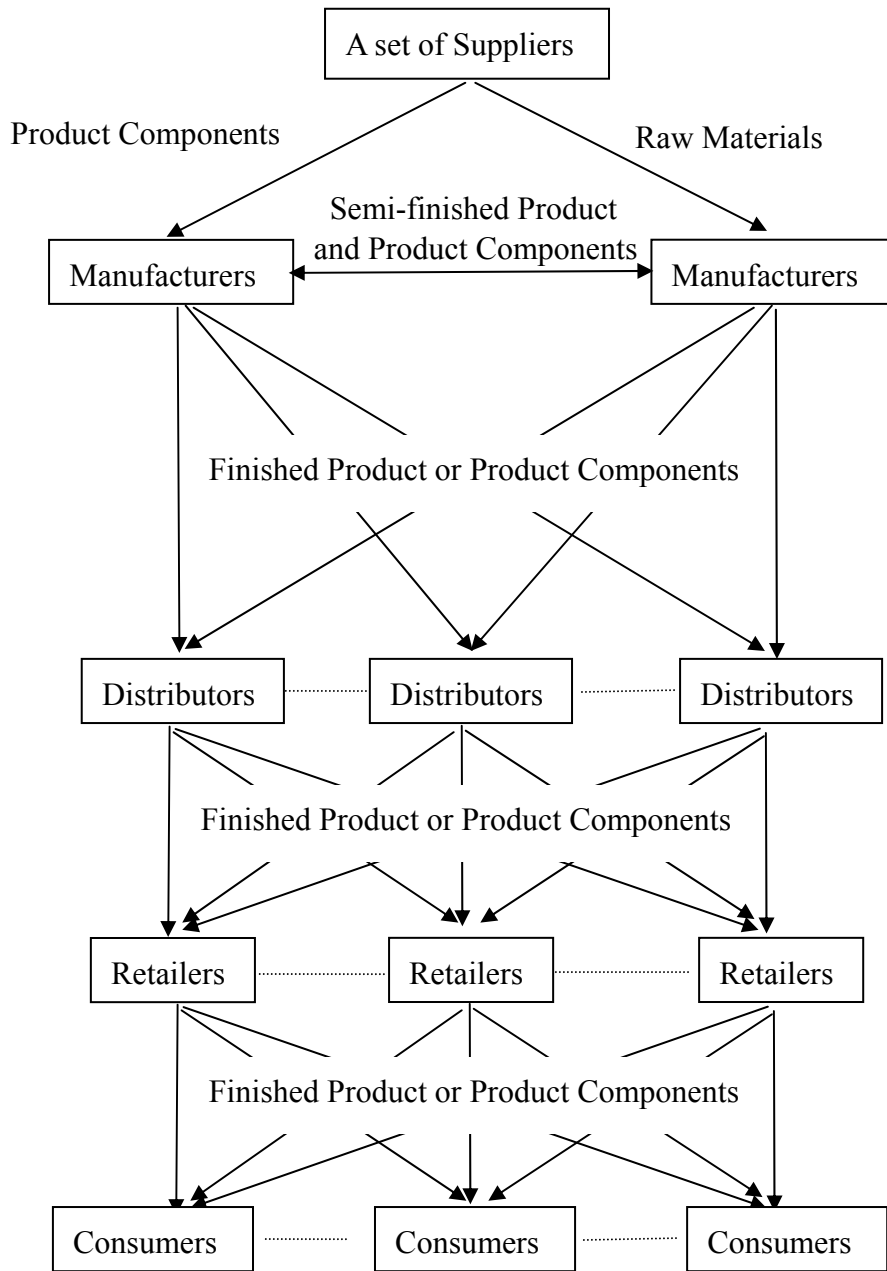 A set of Suppliers
Product Components
Raw Materials
Semi-finished Product
and Product Components
Manufacturers
Manufacturers
Finished Product or Product Components
Distributors
Distributors
Distributors
Finished Product or Product Components
Retailers
Retailers
Retailers
Finished Product or Product Components
Consumers
Consumers
Consumers